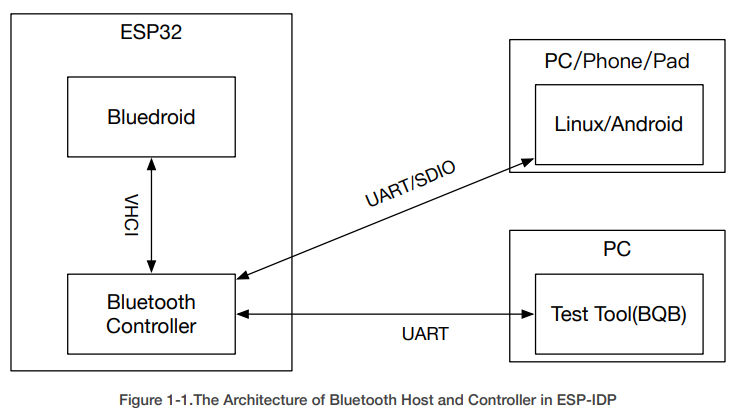 ESP32
Bluedroid
VHCI
Bluetooth
Controller
UART/SDIO
UART
PC/Phone/Pad
Linux/Android
PC
Test Tool(BQB)
Figure 1-1.The Architecture of Bluetooth Host and Controller in ESP-IDP